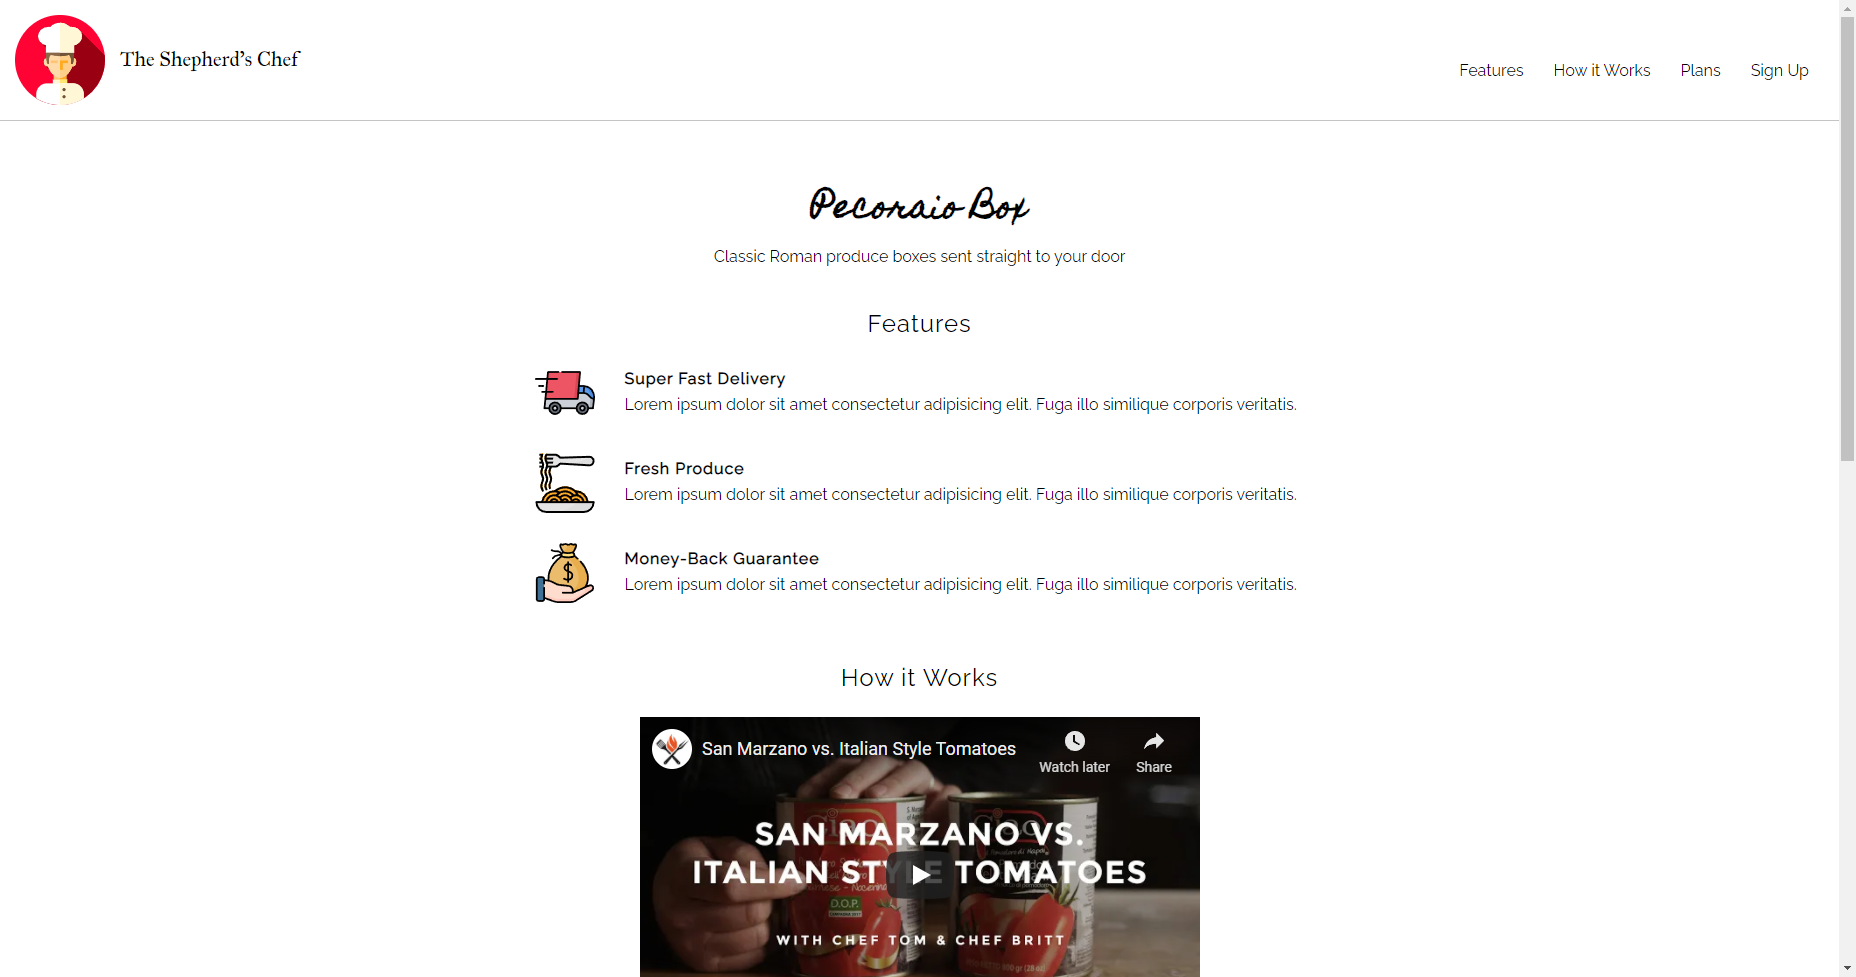 The Shepherd's Chef
Features
How it Works
Plans
Sign Up
Pecoraio Box
Classic Roman produce boxes sent straight to your door
Features
Super Fast Delivery
Lorem ipsum dolor sit amet consectetur adipisicing elit. Fuga illo similique corporis veritatis.
Fresh Produce
Lorem ipsum dolor sit amet consectetur adipisicing elit. Fuga illo similique corporis veritatis.
Money-Back Guarantee
Lorem ipsum dolor sit amet consectetur adipisicing elit. Fuga illo similique corporis veritatis.
$
How it Works
San Marzano vs. Italian Style Tomatoes
Watch later
Share
Ciao
Ciao
SAN MARZANO VS.
ITALIAN STYLE TOMATOES
D.O.P.
WITH CHEF TOM & CHEF BRITT